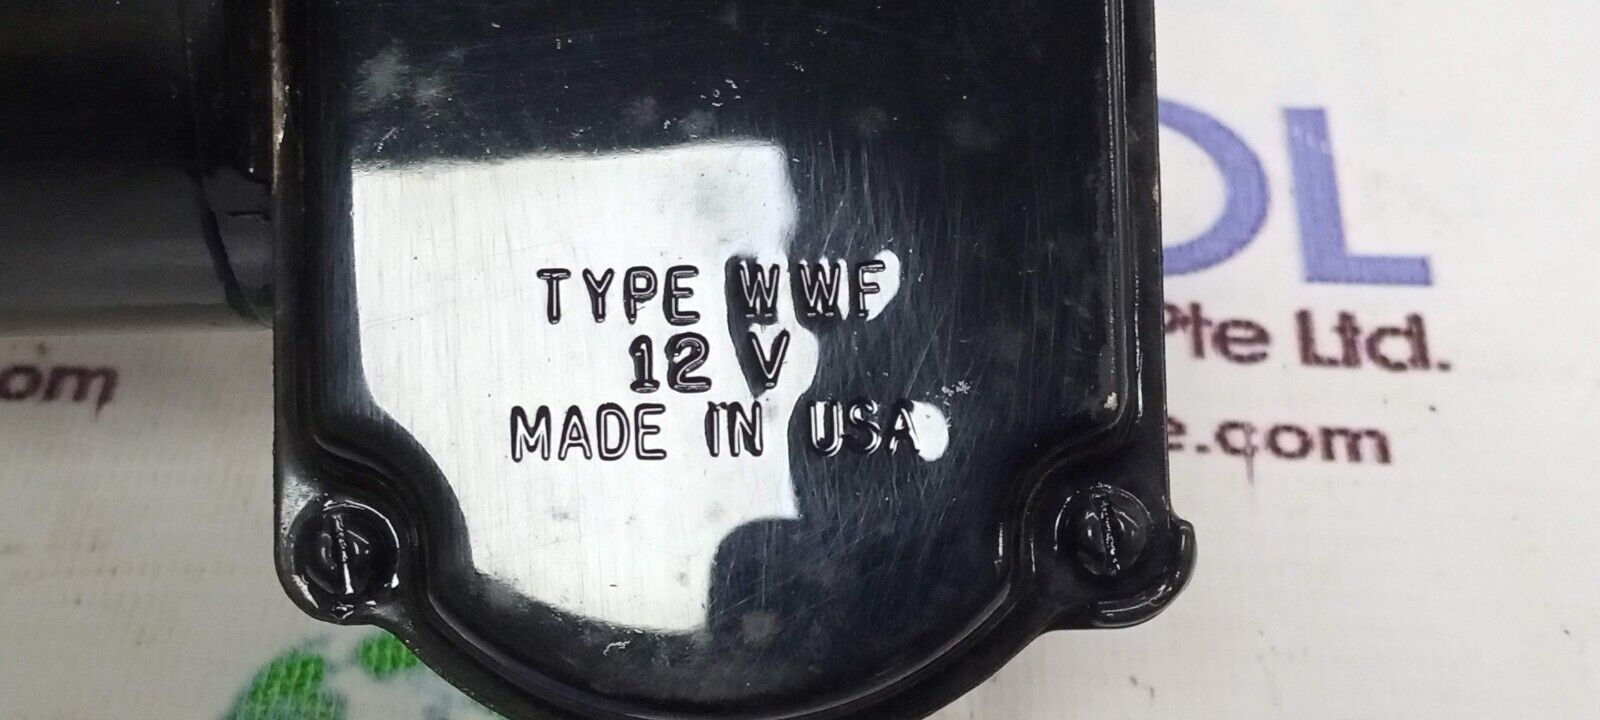 TYPE WWF
12 V
MADE IN USA
OL
Pte Ltd.
e.com
om